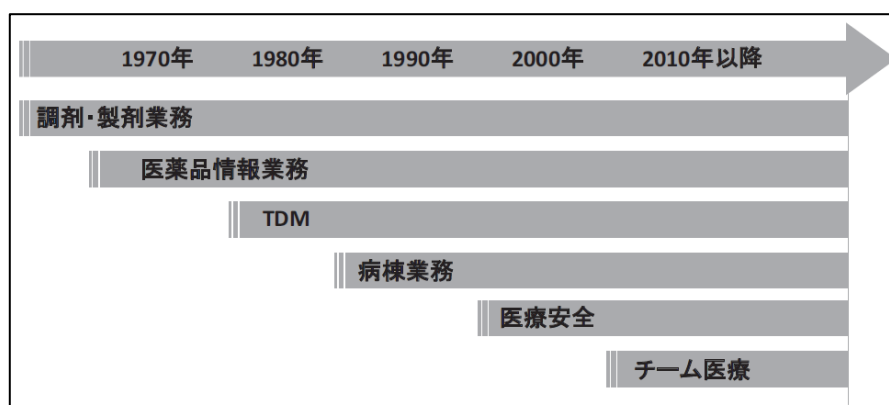 1970年 1980年 1990年 2000年 2010年以降
調剤・製剤業務
医薬品情報業務
TDM
病棟業務
医療安全
チーム医療